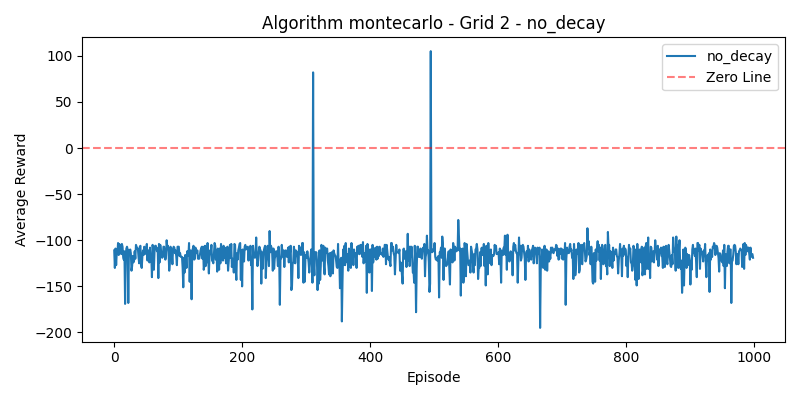 Algorithm montecarlo - Grid 2 - no_decay
no_decay
Zero Line
100
50
0
−50
−100
−150
−200
Average Reward
0 200 400 600 800 1000
Episode